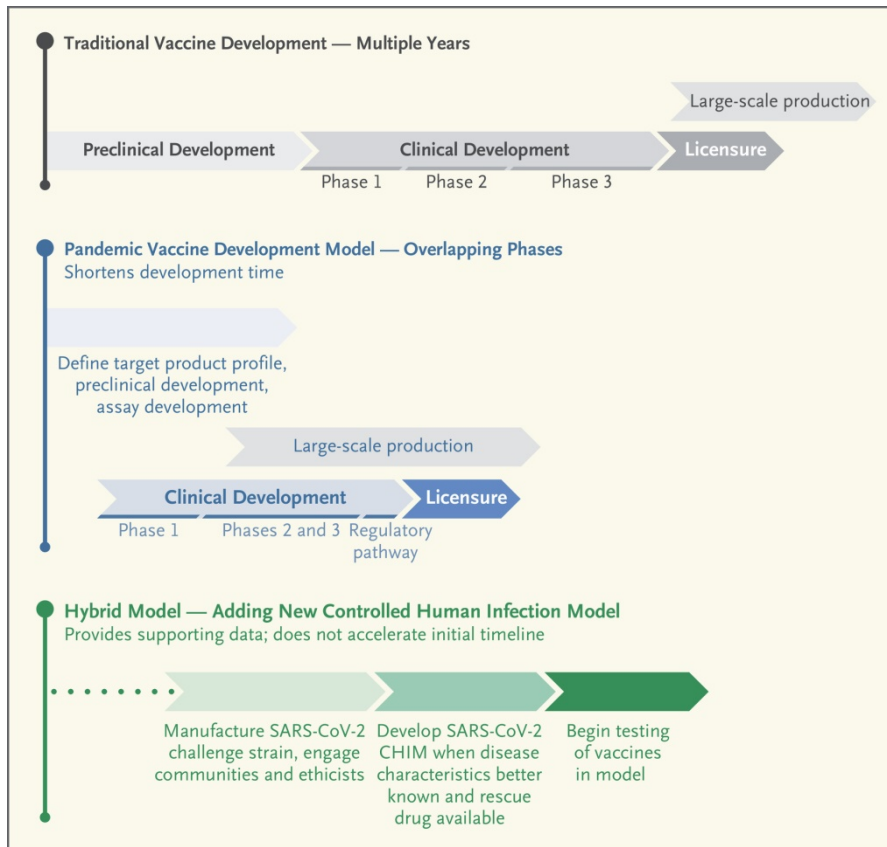 Traditional Vaccine Development — Multiple Years
Large-scale production
Preclinical Development
Clinical Development
Licensure
Phase 1
Phase 2
Phase 3
Pandemic Vaccine Development Model — Overlapping Phases
Shortens development time
Define target product profile,
preclinical development,
assay development
Large-scale production
Clinical Development
Licensure
Phase 1
Phases 2 and 3
Regulatory
pathway
Hybrid Model — Adding New Controlled Human Infection Model
Provides supporting data; does not accelerate initial timeline
Manufacture SARS-CoV-2
challenge strain, engage
communities and ethicists
Develop SARS-CoV-2
CHIM when disease
characteristics better
known and rescue
drug available
Begin testing
of vaccines
in model